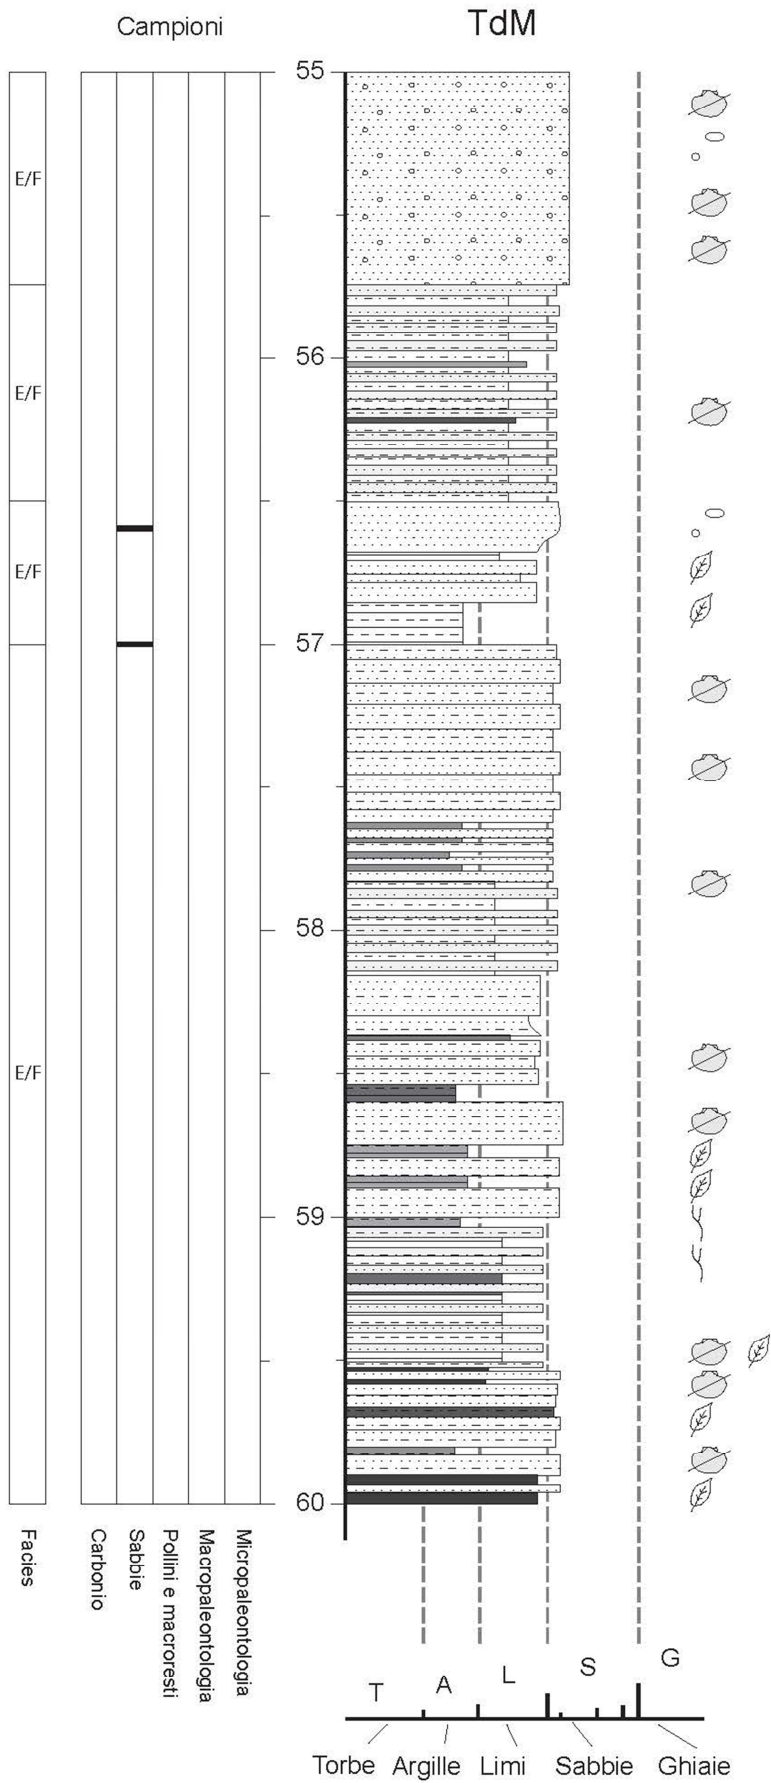 Campioni
TdM
55
E/F
56
E/F
E/F
57
58
E/F
59
60
Facies
Carbonio
Sabbie
Pollini e macroresti
Macropaleontologia
Micropaleontologia
T A L S G
Torbe Argille Limi Sabbie Ghiaie